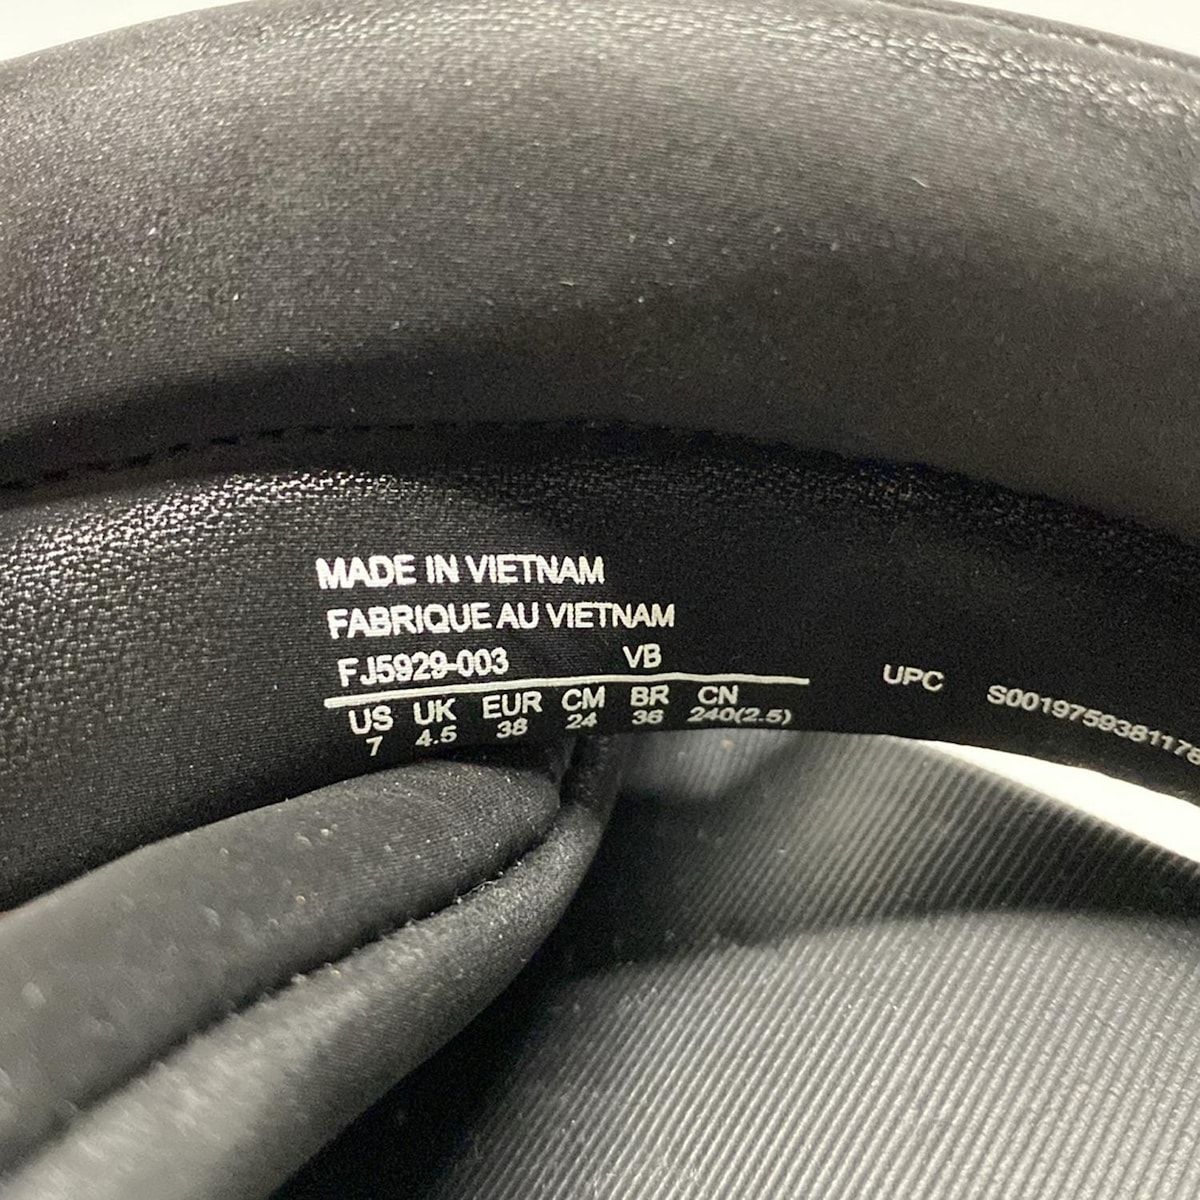 MADE IN VIETNAM
FABRIQUE AU VIETNAM
FJ5929-003 VB
US UK EUR CM BR CN
7 4.5 38 24 36 240(2.5)
UPC S00197593811178